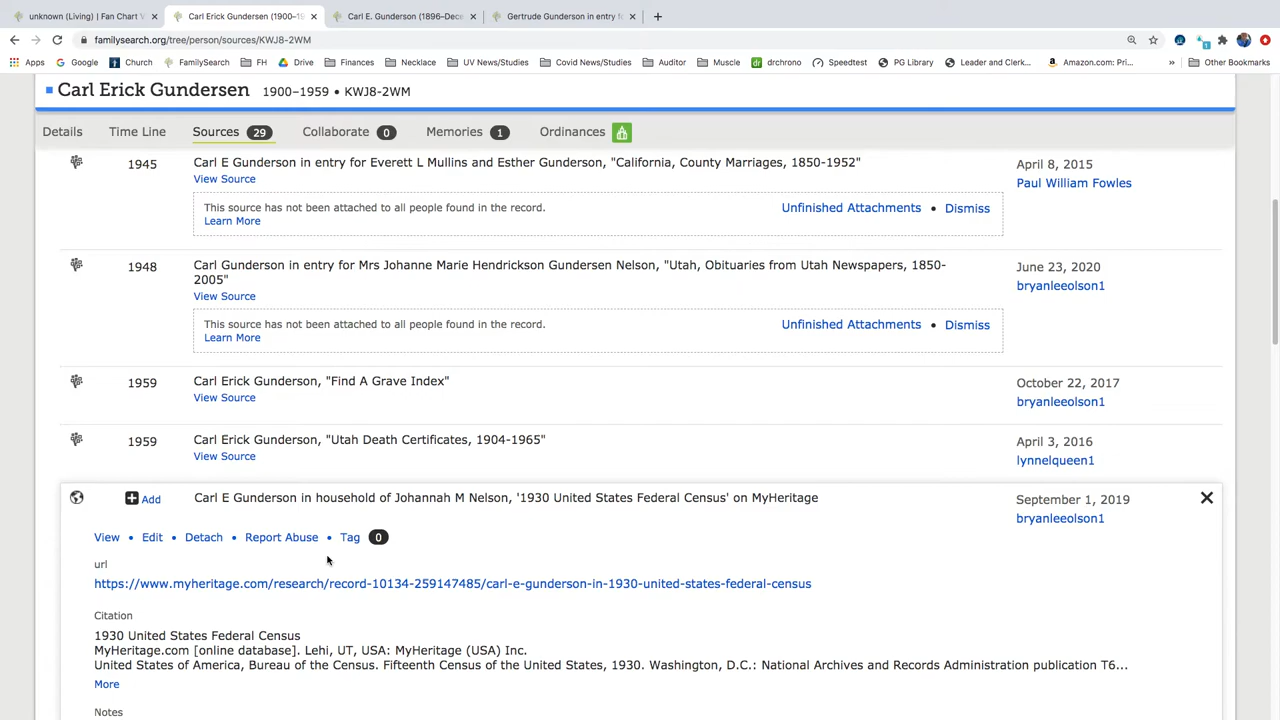 unknown (Living) | Fan Chart V
Carl Erick Gundersen (1900–19
Carl E. Gunderson (1896–Dece
Gertrude Gunderson in entry fo
familysearch.org/tree/person/sources/KWJ8-2WM
Apps Google Church FamilySearch FH Drive Finances Necklace UV News/Studies Covid News/Studies Auditor Muscle drchrono Speedtest PG Library Leader and Clerk... Amazon.com: Pri... » Other Bookmarks
Carl Erick Gundersen 1900–1959 • KWJ8-2WM
Details Time Line Sources 29 Collaborate 0 Memories 1 Ordinances
1945 Carl E Gunderson in entry for Everett L Mullins and Esther Gunderson, "California, County Marriages, 1850-1952" April 8, 2015
View Source Paul William Fowles
This source has not been attached to all people found in the record. Unfinished Attachments • Dismiss
Learn More
1948 Carl Gunderson in entry for Mrs Johanne Marie Hendrickson Gundersen Nelson, "Utah, Obituaries from Utah Newspapers, 1850- June 23, 2020
2005" bryanleeolson1
View Source
This source has not been attached to all people found in the record. Unfinished Attachments • Dismiss
Learn More
1959 Carl Erick Gunderson, "Find A Grave Index" October 22, 2017
View Source bryanleeolson1
1959 Carl Erick Gunderson, "Utah Death Certificates, 1904-1965" April 3, 2016
View Source lynnelqueen1
Add Carl E Gunderson in household of Johannah M Nelson, '1930 United States Federal Census' on MyHeritage September 1, 2019
bryanleeolson1
View • Edit • Detach • Report Abuse • Tag 0
url
https://www.myheritage.com/research/record-10134-259147485/carl-e-gunderson-in-1930-united-states-federal-census
Citation
1930 United States Federal Census
MyHeritage.com [online database]. Lehi, UT, USA: MyHeritage (USA) Inc.
United States of America, Bureau of the Census. Fifteenth Census of the United States, 1930. Washington, D.C.: National Archives and Records Administration publication T6...
More
Notes